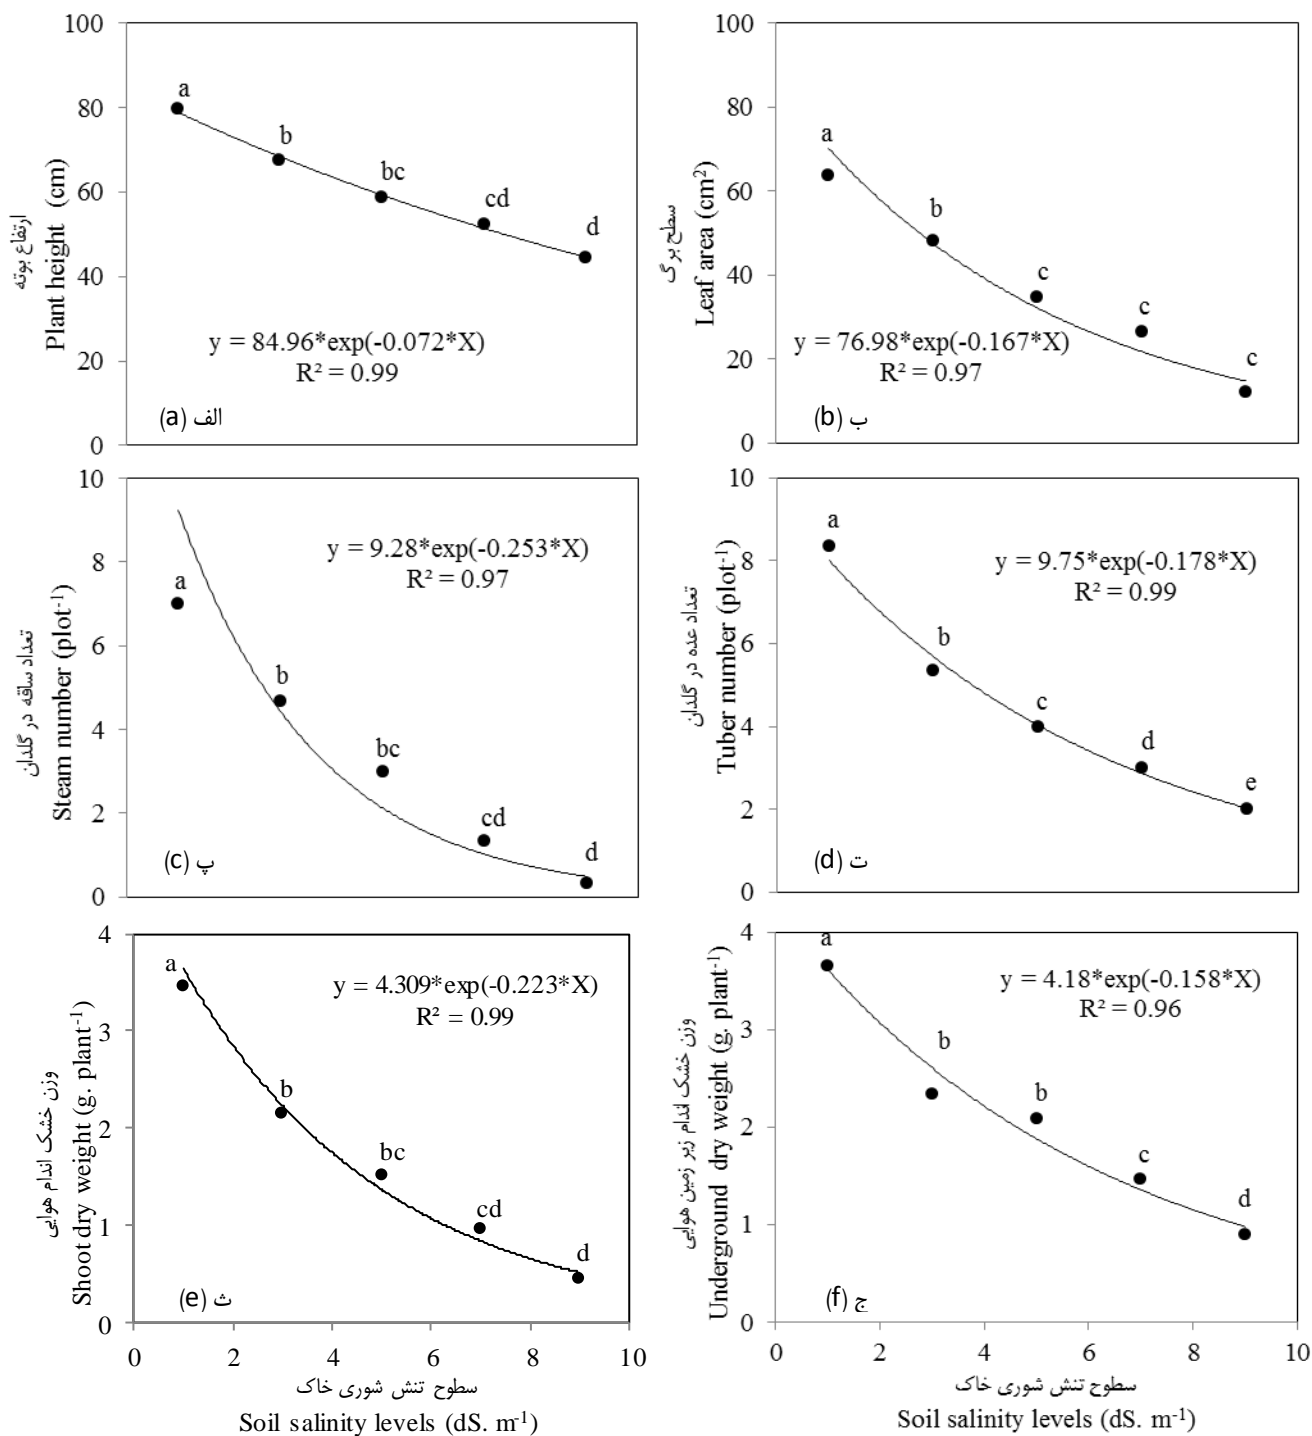 100
80
60
40
20
0
ارتفاع بوته
Plant height (cm)
a
b
bc
cd
d
y = 84.96*exp(-0.072*X)
R² = 0.99
الف (a)
100
80
60
40
20
0
سطح برگ
Leaf area (cm²)
a
b
c
c
c
y = 76.98*exp(-0.167*X)
R² = 0.97
ب (b)
10
8
6
4
2
0
تعداد ساقه در گلدان
Steam number (plot⁻¹)
a
b
bc
cd
d
y = 9.28*exp(-0.253*X)
R² = 0.97
پ (c)
10
8
6
4
2
0
تعداد غده در گلدان
Tuber number (plot⁻¹)
a
b
c
d
e
y = 9.75*exp(-0.178*X)
R² = 0.99
ت (d)
4
3
2
1
0
وزن خشک اندام هوایی
Shoot dry weight (g. plant⁻¹)
a
b
bc
cd
d
y = 4.309*exp(-0.223*X)
R² = 0.99
ث (e)
0 2 4 6 8 10
سطوح تنش شوری خاک
Soil salinity levels (dS. m⁻¹)
4
3
2
1
0
وزن خشک اندام زیر زمین هوایی
Underground dry weight (g. plant⁻¹)
a
b
b
c
d
y = 4.18*exp(-0.158*X)
R² = 0.96
ج (f)
0 2 4 6 8 10
سطوح تنش شوری خاک
Soil salinity levels (dS. m⁻¹)